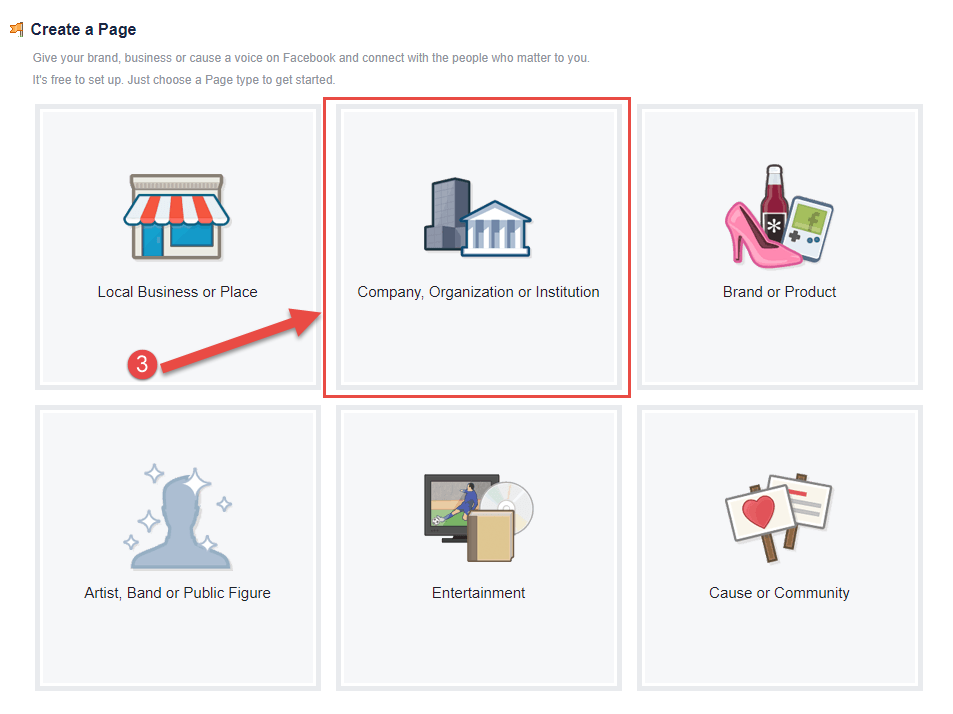 Create a Page
Give your brand, business or cause a voice on Facebook and connect with the people who matter to you.
It's free to set up. Just choose a Page type to get started.
Local Business or Place
Company, Organization or Institution
Brand or Product
3
Artist, Band or Public Figure
Entertainment
Cause or Community